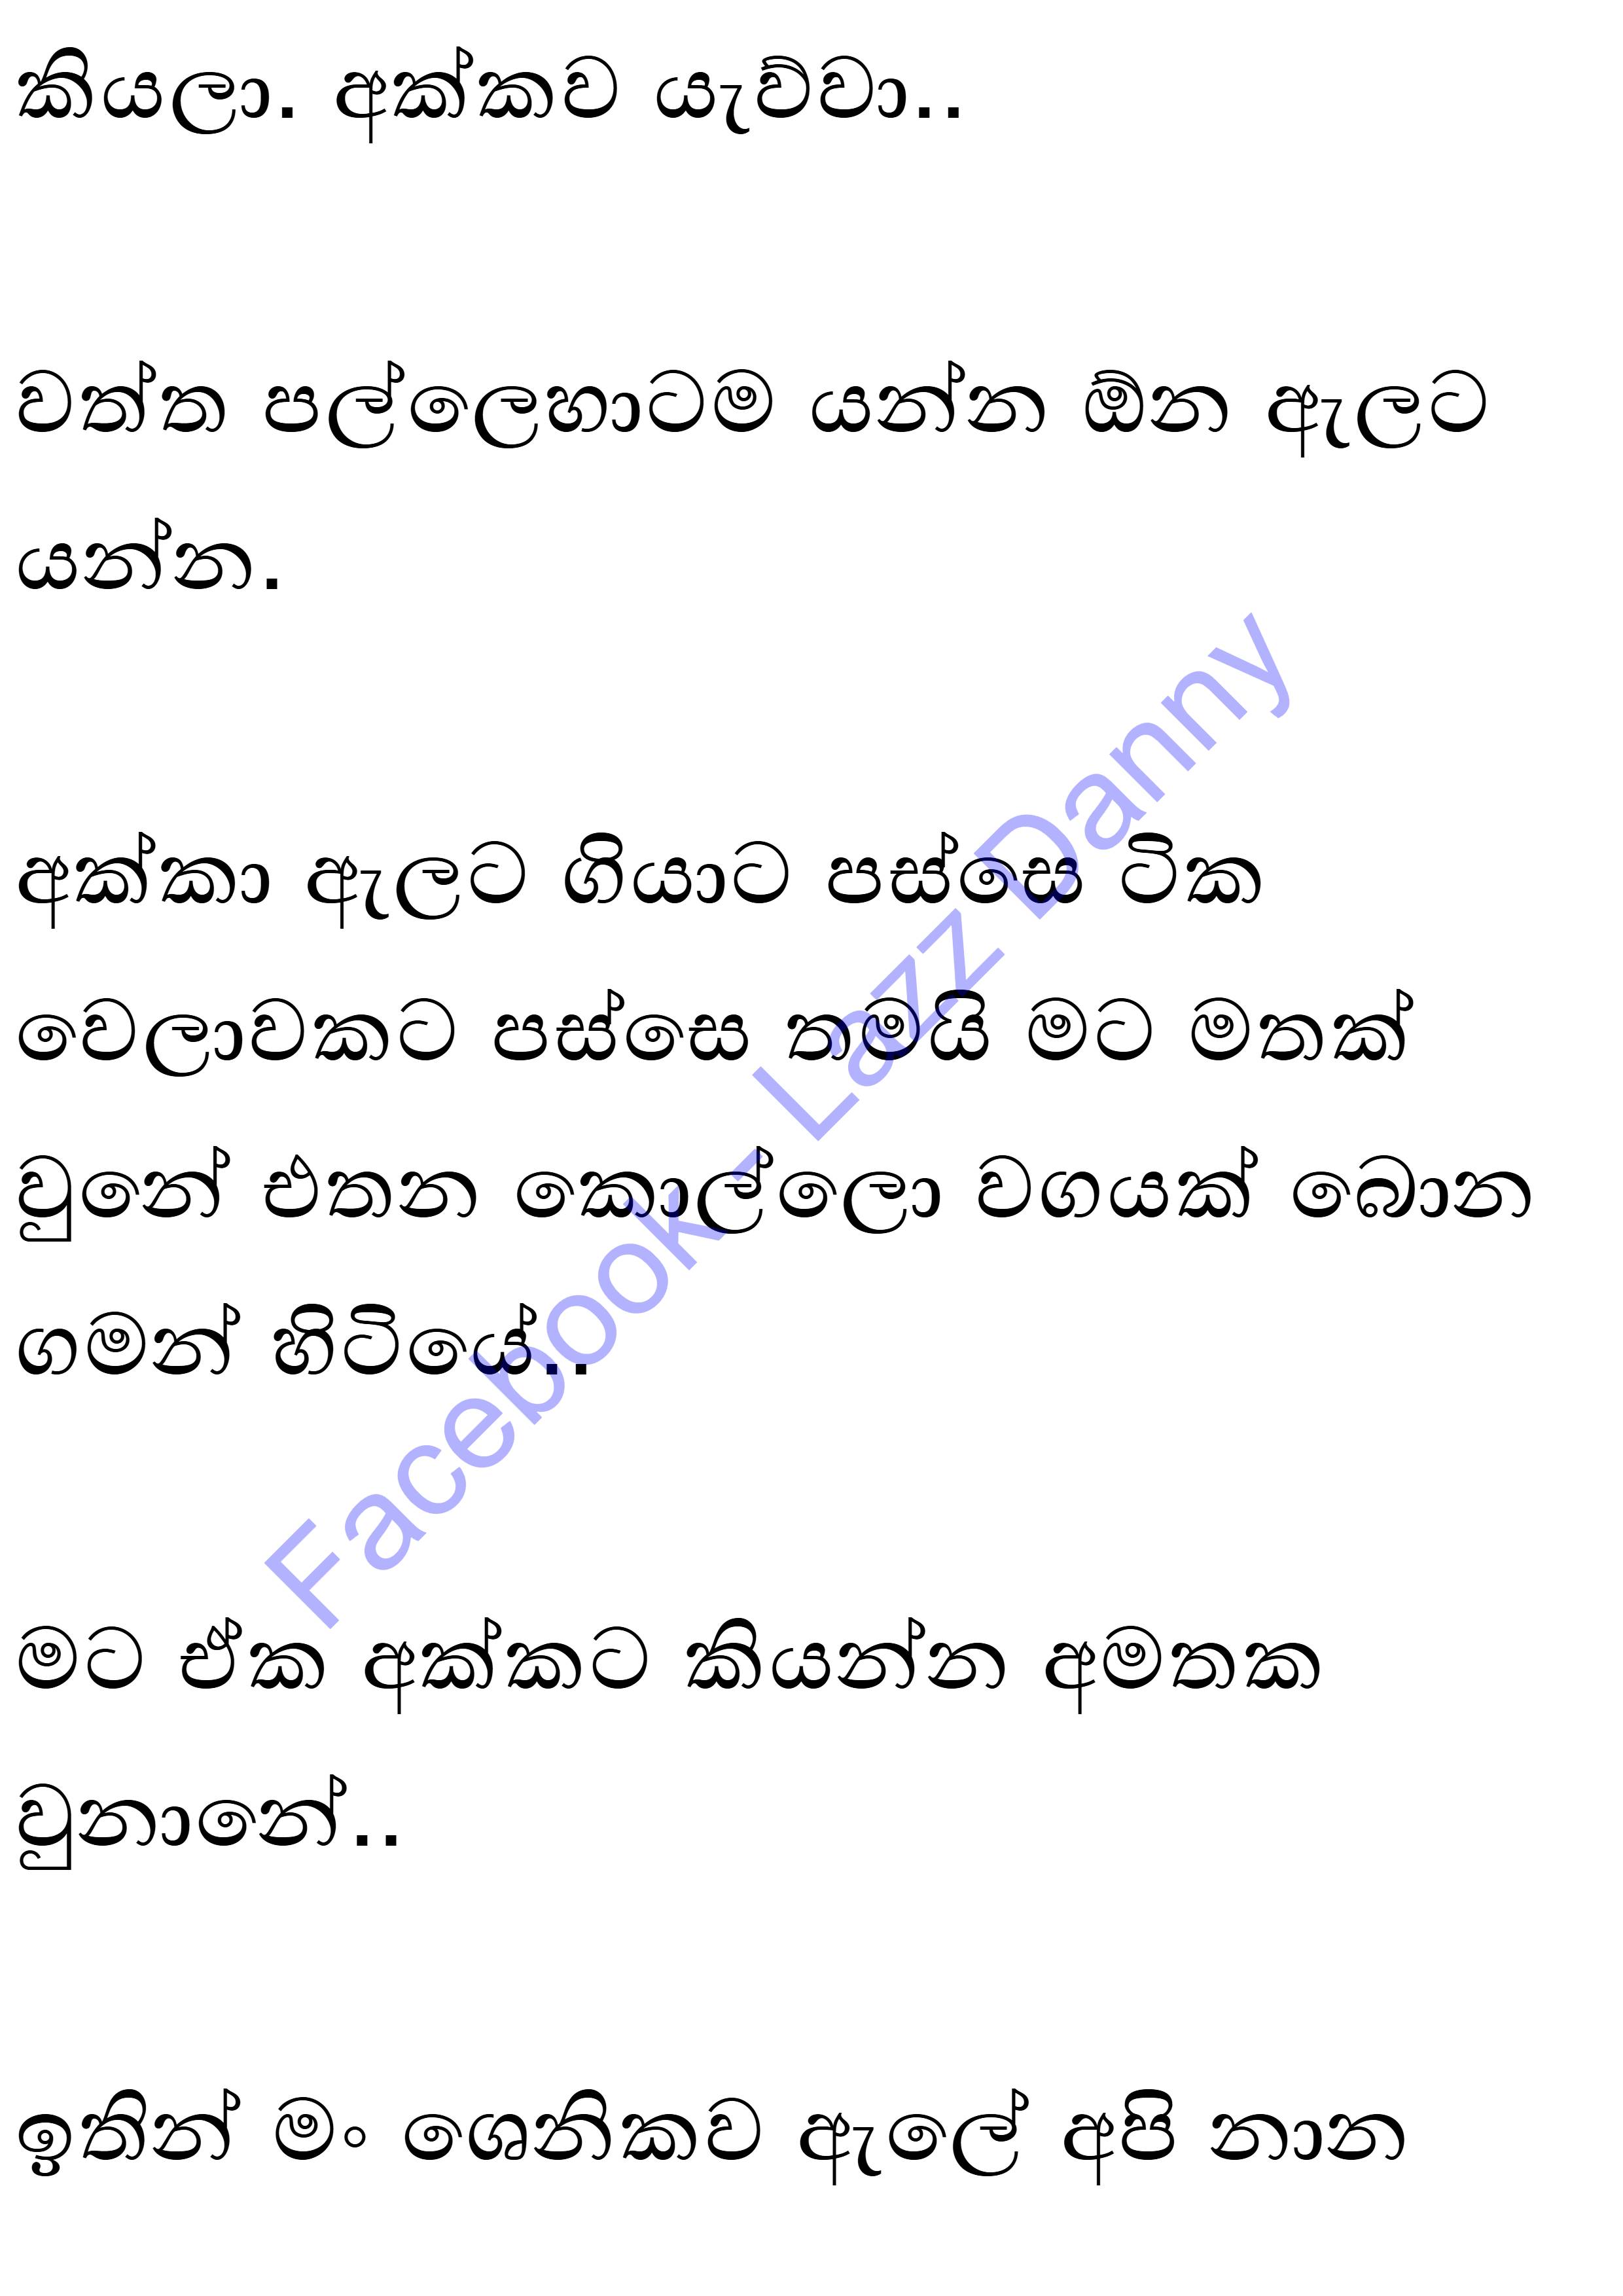 කියලා. අක්කව යැව්වා..
වත්ත පල්ලෙහාටම යන්න ඕන ඇලට
යන්න.
අක්කා ඇලට ගියාට පස්සෙ ටික
වෙලාවකට පස්සෙ තමයි මට මතක්
වුනේ එතන කොල්ලො වගයක් බොන
ගමන් හිටියේ..
මට ඒක අක්කට කියන්න අමතක
වුනානේ..
ඉතින් මං ශෙනිකව ඇලේ අපි නාන
Facebook - Lazz Danny